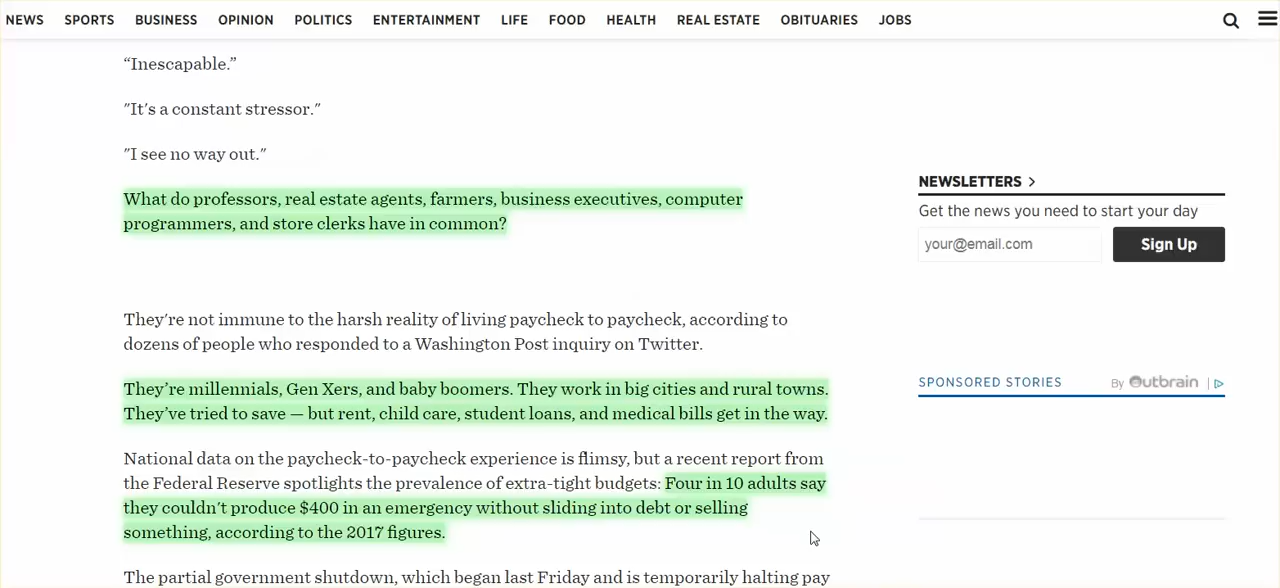 NEWS SPORTS BUSINESS OPINION POLITICS ENTERTAINMENT LIFE FOOD HEALTH REAL ESTATE OBITUARIES JOBS
“Inescapable.”
"It's a constant stressor."
"I see no way out."
What do professors, real estate agents, farmers, business executives, computer
programmers, and store clerks have in common?
They're not immune to the harsh reality of living paycheck to paycheck, according to
dozens of people who responded to a Washington Post inquiry on Twitter.
They’re millennials, Gen Xers, and baby boomers. They work in big cities and rural towns.
They’ve tried to save — but rent, child care, student loans, and medical bills get in the way.
National data on the paycheck-to-paycheck experience is flimsy, but a recent report from
the Federal Reserve spotlights the prevalence of extra-tight budgets: Four in 10 adults say
they couldn't produce $400 in an emergency without sliding into debt or selling
something, according to the 2017 figures.
The partial government shutdown, which began last Friday and is temporarily halting pay
NEWSLETTERS >
Get the news you need to start your day
your@email.com
Sign Up
SPONSORED STORIES
By Outbrain |